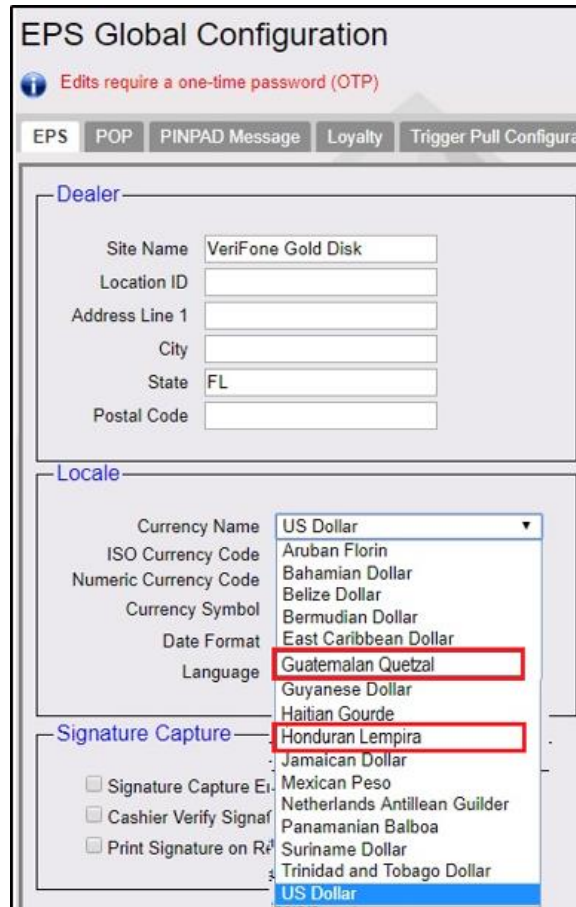 EPS Global Configuration
Edits require a one-time password (OTP)
EPS POP PINPAD Message Loyalty Trigger Pull Configura
Dealer
Site Name VeriFone Gold Disk
Location ID
Address Line 1
City
State FL
Postal Code
Locale
Currency Name US Dollar
ISO Currency Code Aruban Florin
Numeric Currency Code Bahamian Dollar
Belize Dollar
Currency Symbol Bermudian Dollar
Date Format East Caribbean Dollar
Language Guatemalan Quetzal
Guyanese Dollar
Haitian Gourde
Signature Capture Honduran Lempira
Jamaican Dollar
Signature Capture Mexican Peso
Cashier Verify Netherlands Antillean Guilder
Panamanian Balboa
Print Signature on Suriname Dollar
Trinidad and Tobago Dollar
US Dollar